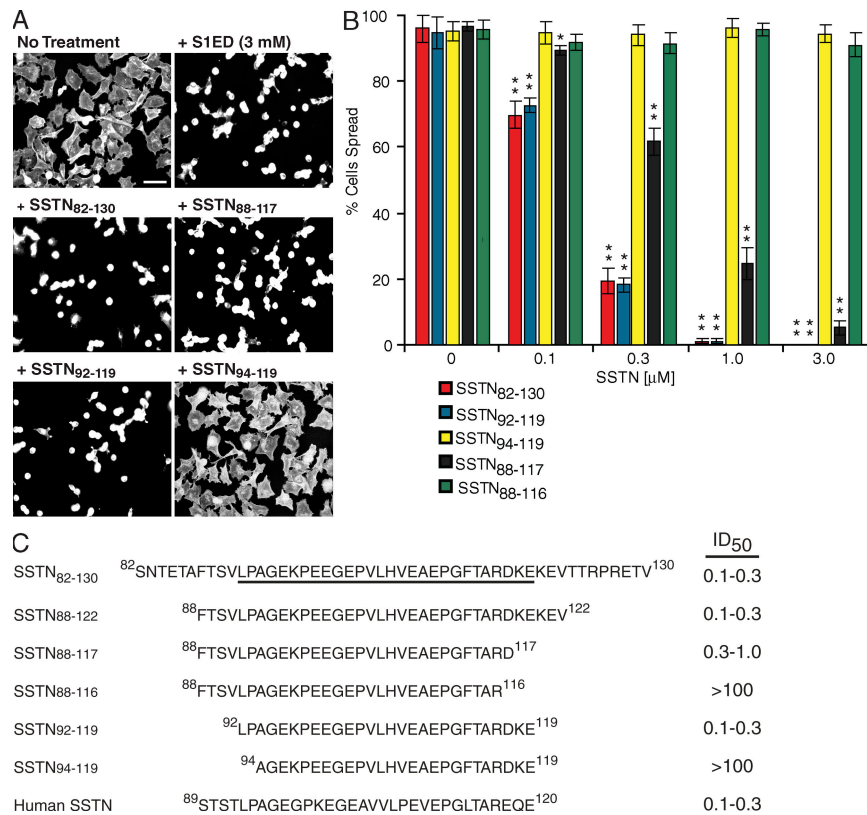 A
No Treatment
+ S1ED (3 mM)
+ SSTN82-130
+ SSTN88-117
+ SSTN92-119
+ SSTN94-119
B
% Cells Spread
100
80
60
40
20
0
* *
* *
*
* *
* *
* *
* *
* *
* *
* *
* *
* *
0
0.1
0.3
1.0
3.0
SSTN [µM]
SSTN82-130
SSTN92-119
SSTN94-119
SSTN88-117
SSTN88-116
C
ID50
SSTN82-130 82SNTETAFTSVLPAGEKPEEGEPVLHVEAEPGFTARDKEKEVTTRPRETV130 0.1-0.3
SSTN88-122 88FTSVLPAGEKPEEGEPVLHVEAEPGFTARDKEKEV122 0.1-0.3
SSTN88-117 88FTSVLPAGEKPEEGEPVLHVEAEPGFTARD117 0.3-1.0
SSTN88-116 88FTSVLPAGEKPEEGEPVLHVEAEPGFTAR116 >100
SSTN92-119 92LPAGEKPEEGEPVLHVEAEPGFTARDKE119 0.1-0.3
SSTN94-119 94AGEKPEEGEPVLHVEAEPGFTARDKE119 >100
Human SSTN 89STSTLPAGEGPKEGEAVVLPEVEPGLTAREQE120 0.1-0.3